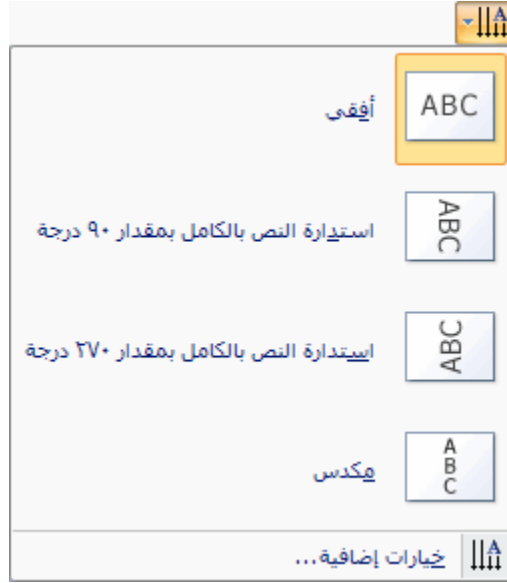 A
ABC
أفقي
ABC
استدارة النص بالكامل بمقدار ٩٠ درجة
ABC
استدارة النص بالكامل بمقدار ٢٧٠ درجة
A
B
C
مكدس
A
خيارات إضافية...